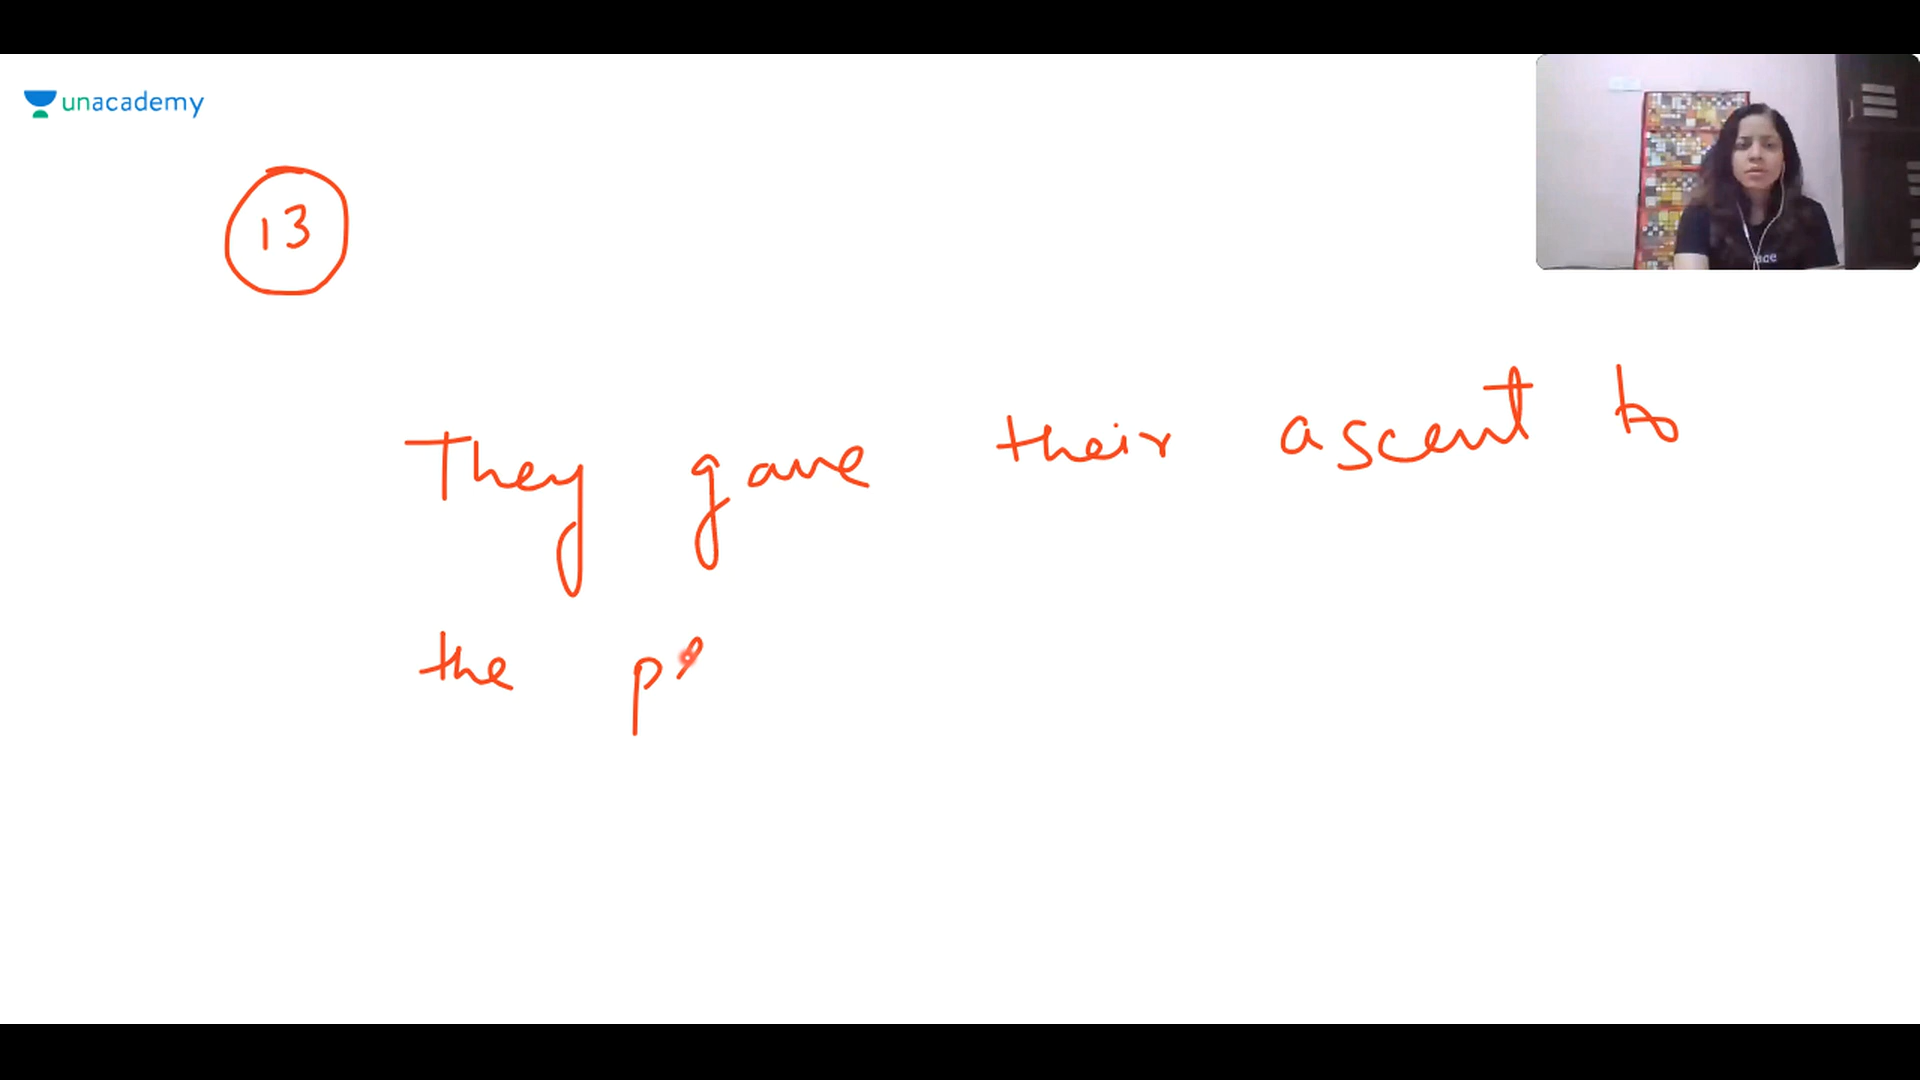 unacademy
13
They gave their ascent to
the